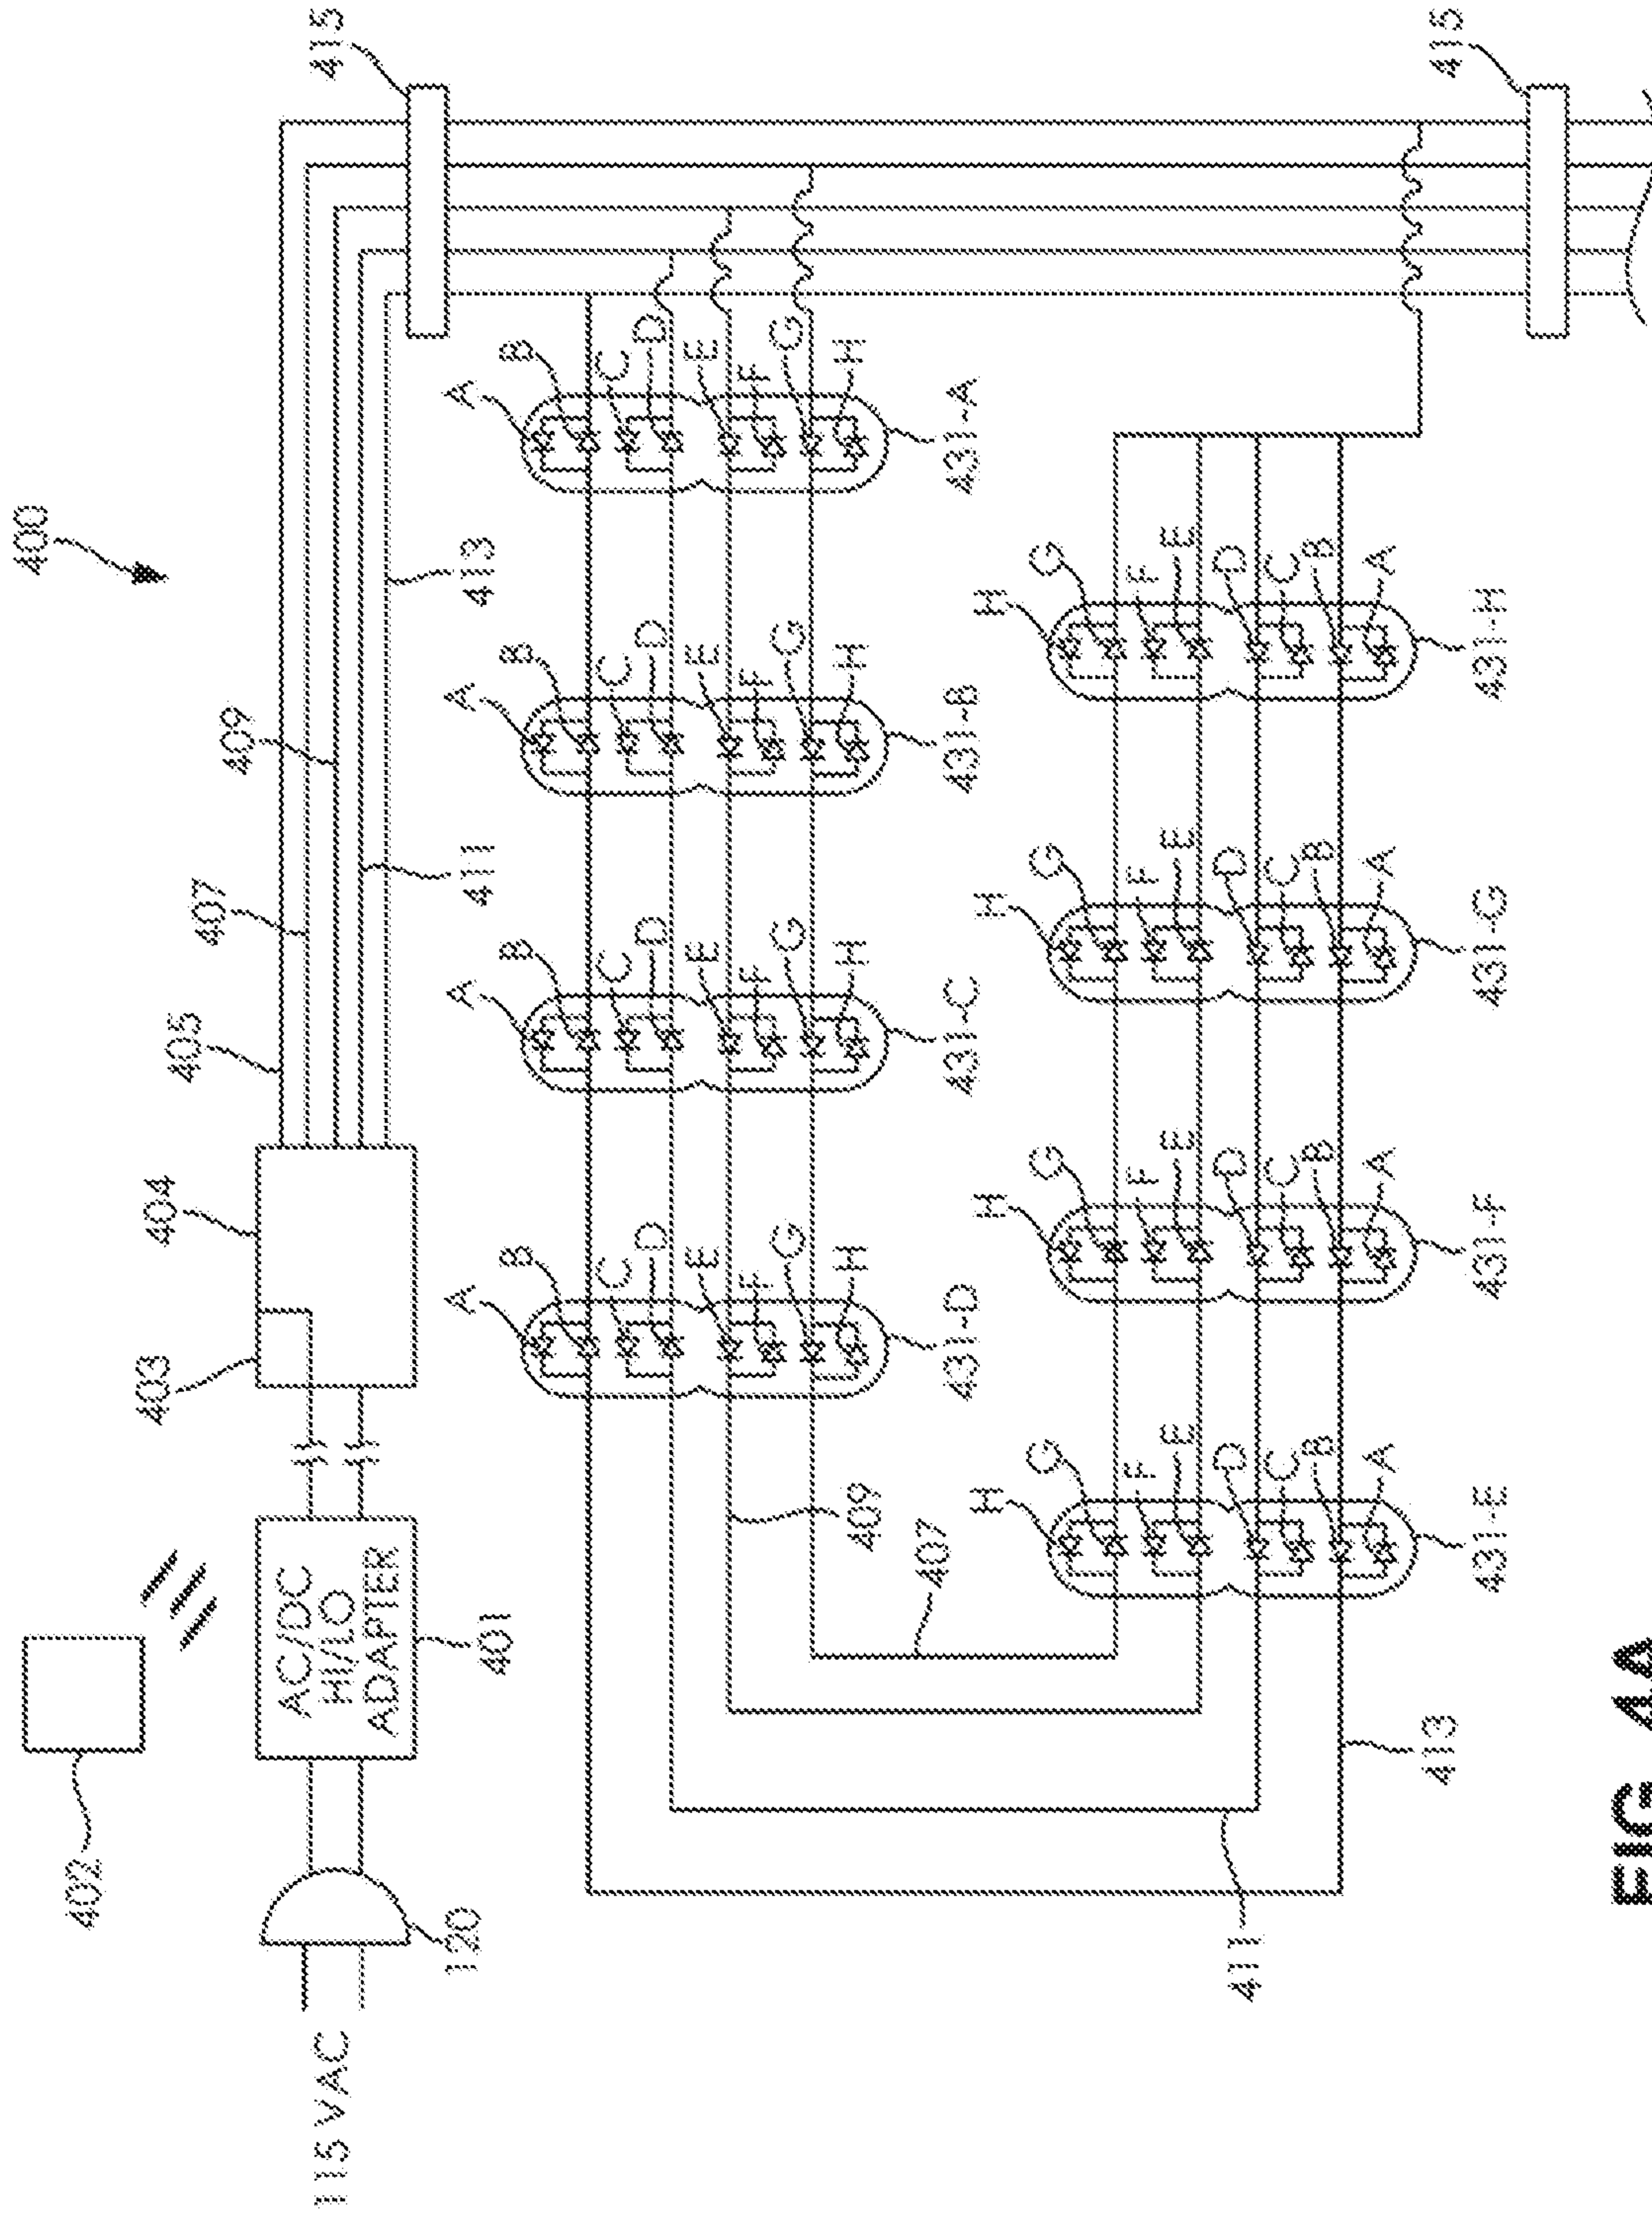 400
402
115 VAC
120
AC/DC
HI/LO
ADAPTER
401
403
404
405
407
409
411
413
415
A
B
C
D
E
F
G
H
431-D
A
B
C
D
E
F
G
H
431-C
A
B
C
D
E
F
G
H
431-B
A
B
C
D
E
F
G
H
431-A
409
407
H
G
F
E
D
C
B
A
431-E
H
G
F
E
D
C
B
A
431-F
H
G
F
E
D
C
B
A
431-G
H
G
F
E
D
C
B
A
431-H
411
413
415
FIG. 4A